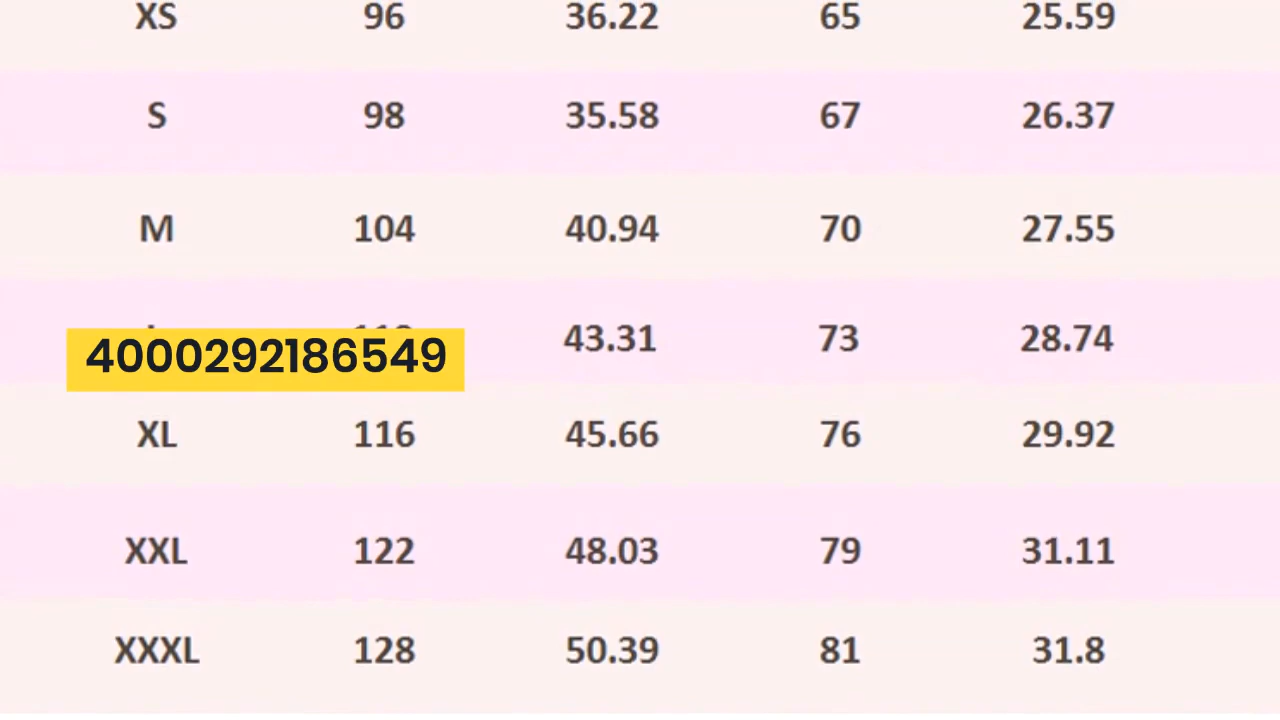 XS 96 36.22 65 25.59
S 98 35.58 67 26.37
M 104 40.94 70 27.55
43.31 73 28.74
4000292186549
XL 116 45.66 76 29.92
XXL 122 48.03 79 31.11
XXXL 128 50.39 81 31.8